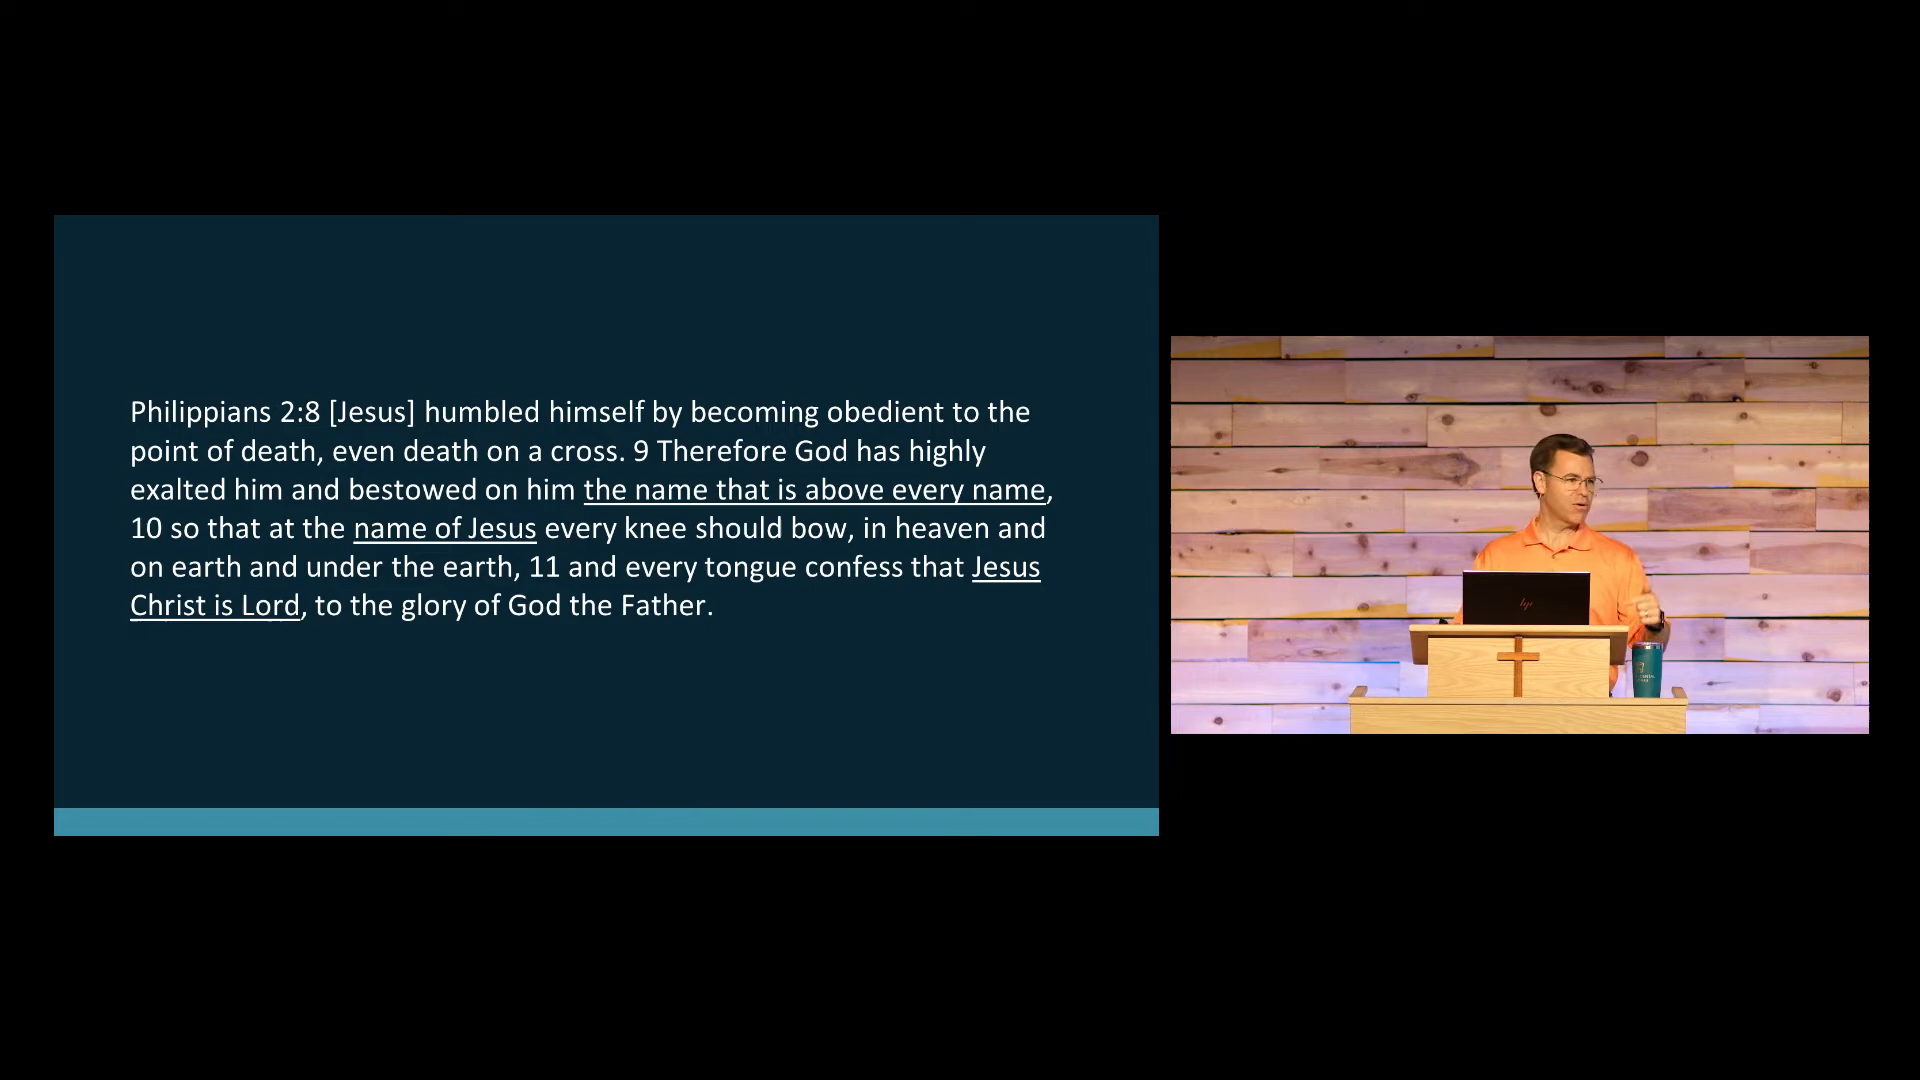 Philippians 2:8 [Jesus] humbled himself by becoming obedient to the
point of death, even death on a cross. 9 Therefore God has highly
exalted him and bestowed on him the name that is above every name,
10 so that at the name of Jesus every knee should bow, in heaven and
on earth and under the earth, 11 and every tongue confess that Jesus
Christ is Lord, to the glory of God the Father.
hp